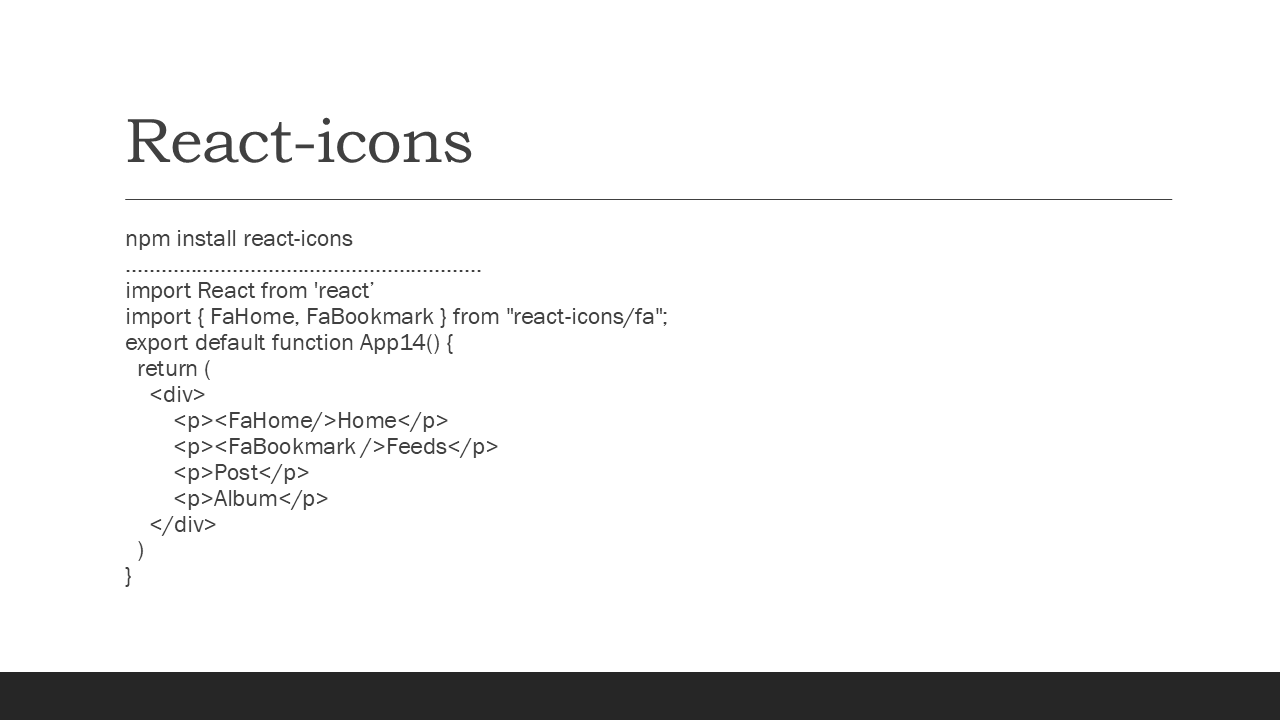 React-icons
npm install react-icons
............................................................
import React from 'react’
import { FaHome, FaBookmark } from "react-icons/fa";
export default function App14() {
  return (
    <div>
        <p><FaHome/>Home</p>
        <p><FaBookmark />Feeds</p>
        <p>Post</p>
        <p>Album</p>
    </div>
  )
}